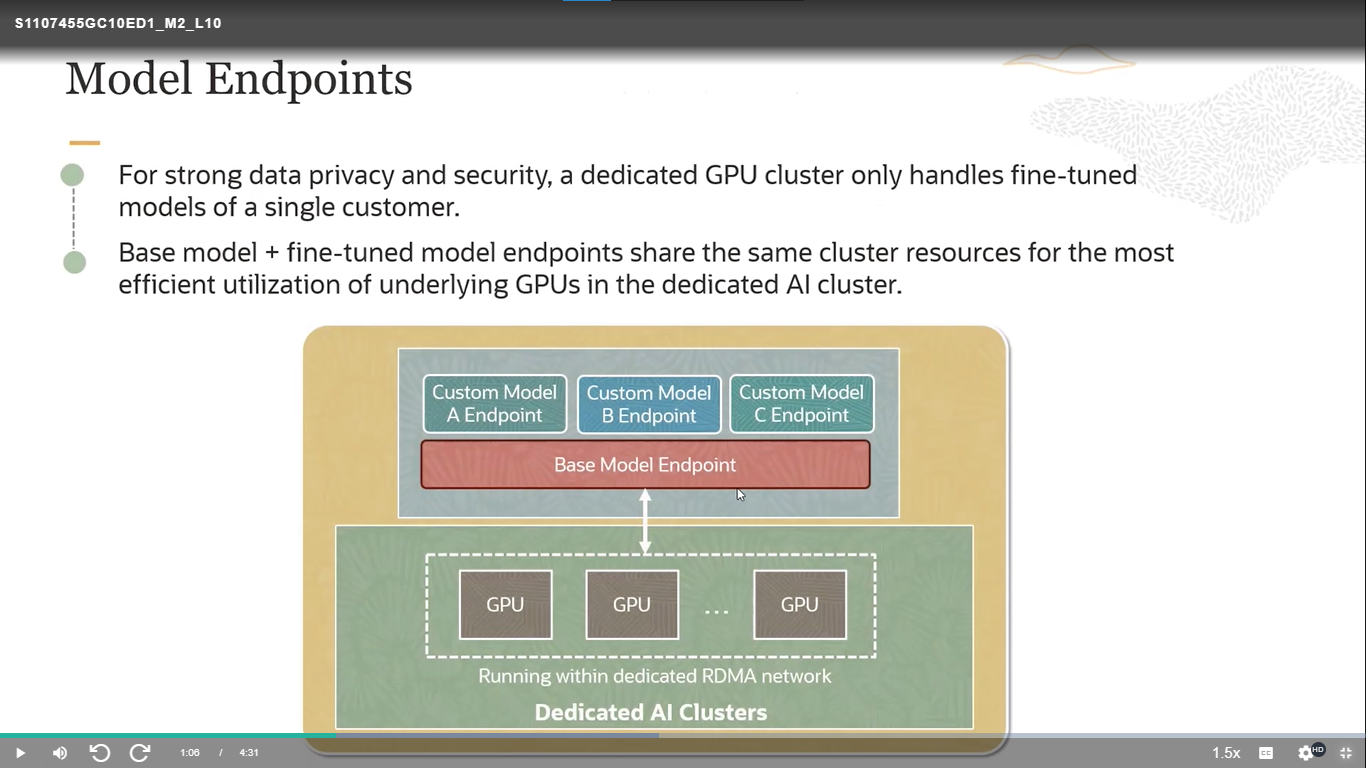 S1107455GC10ED1_M2_L10
Model Endpoints
For strong data privacy and security, a dedicated GPU cluster only handles fine-tuned
models of a single customer.
Base model + fine-tuned model endpoints share the same cluster resources for the most
efficient utilization of underlying GPUs in the dedicated AI cluster.
Custom Model
A Endpoint
Custom Model
B Endpoint
Custom Model
C Endpoint
Base Model Endpoint
GPU
GPU
...
GPU
Running within dedicated RDMA network
Dedicated AI Clusters
1:06 / 4:31
1.5x
CC
HD